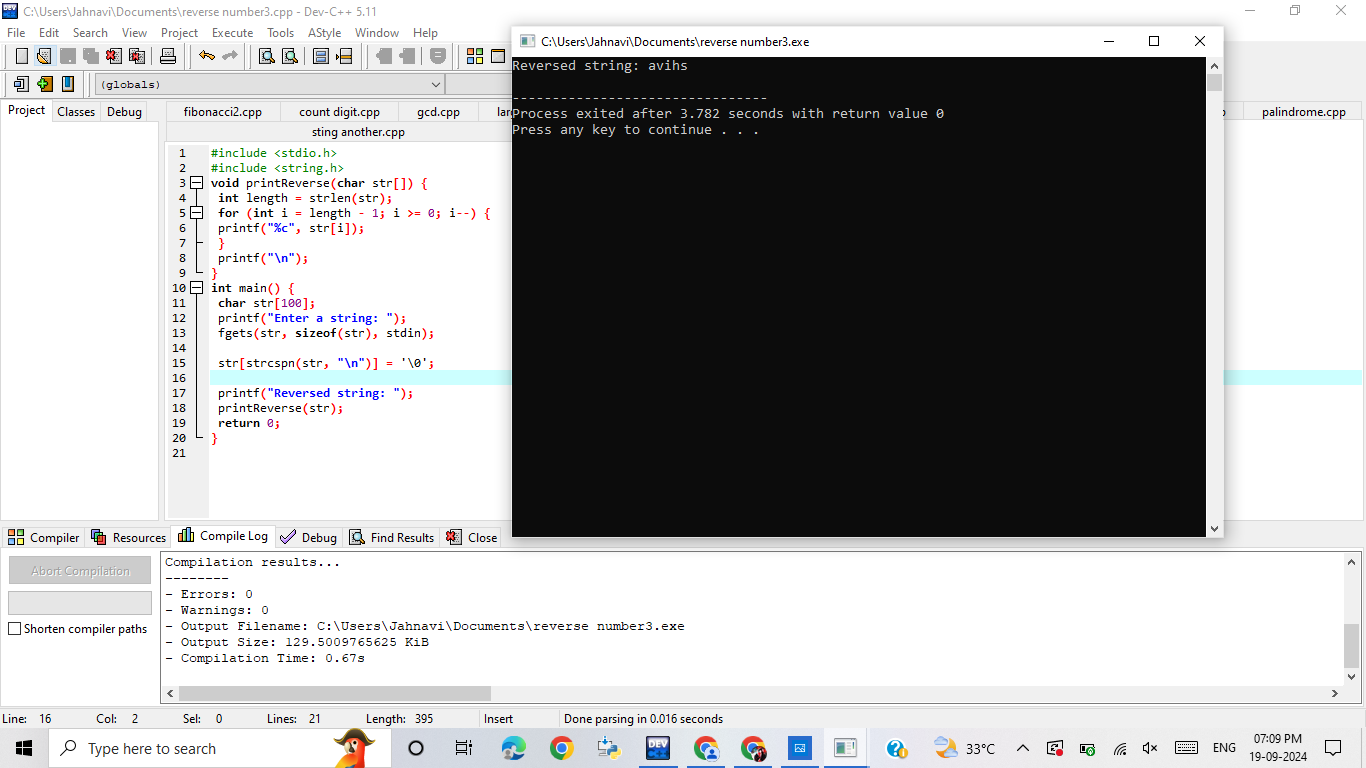 C:\Users\Jahnavi\Documents\reverse number3.cpp - Dev-C++ 5.11
File Edit Search View Project Execute Tools AStyle Window Help
(globals)
Project Classes Debug
fibonacci2.cpp count digit.cpp gcd.cpp palindrome.cpp
sting another.cpp
1 #include <stdio.h>
2 #include <string.h>
3 void printReverse(char str[]) {
4 int length = strlen(str);
5 for (int i = length - 1; i >= 0; i--) {
6 printf("%c", str[i]);
7 }
8 printf("\n");
9 }
10 int main() {
11 char str[100];
12 printf("Enter a string: ");
13 fgets(str, sizeof(str), stdin);
14
15 str[strcspn(str, "\n")] = '\0';
16
17 printf("Reversed string: ");
18 printReverse(str);
19 return 0;
20 }
21
C:\Users\Jahnavi\Documents\reverse number3.exe
Reversed string: avihs
--------------------------------
Process exited after 3.782 seconds with return value 0
Press any key to continue . . .
Compiler Resources Compile Log Debug Find Results Close
Abort Compilation
Shorten compiler paths
Compilation results...
--------
- Errors: 0
- Warnings: 0
- Output Filename: C:\Users\Jahnavi\Documents\reverse number3.exe
- Output Size: 129.5009765625 KiB
- Compilation Time: 0.67s
Line: 16 Col: 2 Sel: 0 Lines: 21 Length: 395 Insert Done parsing in 0.016 seconds
Type here to search
DEV
33°C
ENG
07:09 PM
19-09-2024